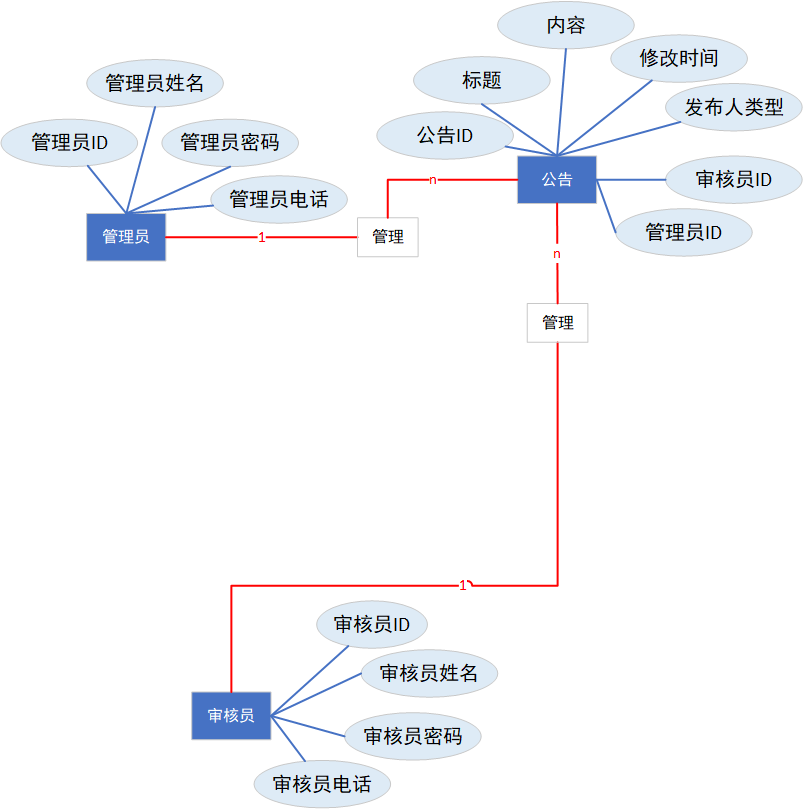 内容
修改时间
管理员姓名
标题
发布人类型
管理员ID
管理员密码
公告ID
n
公告
审核员ID
管理员电话
管理员
1
管理
管理员ID
n
管理
1
审核员ID
审核员姓名
审核员
审核员密码
审核员电话